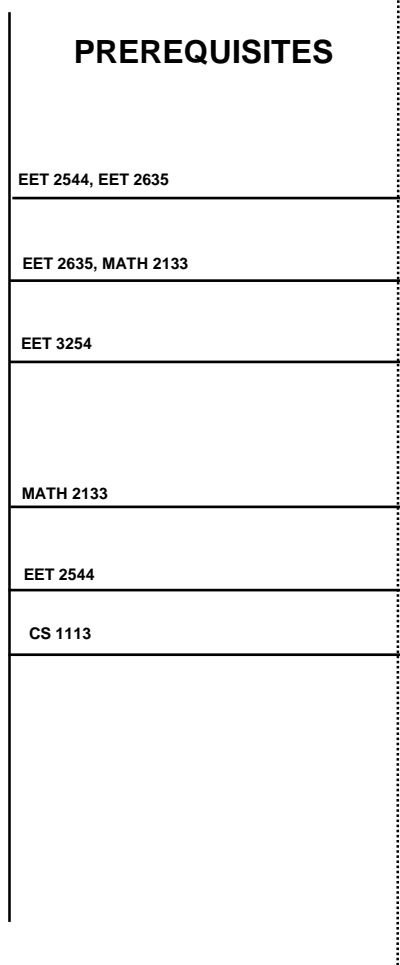 PREREQUISITES
EET 2544, EET 2635
EET 2635, MATH 2133
EET 3254
MATH 2133
EET 2544
CS 1113